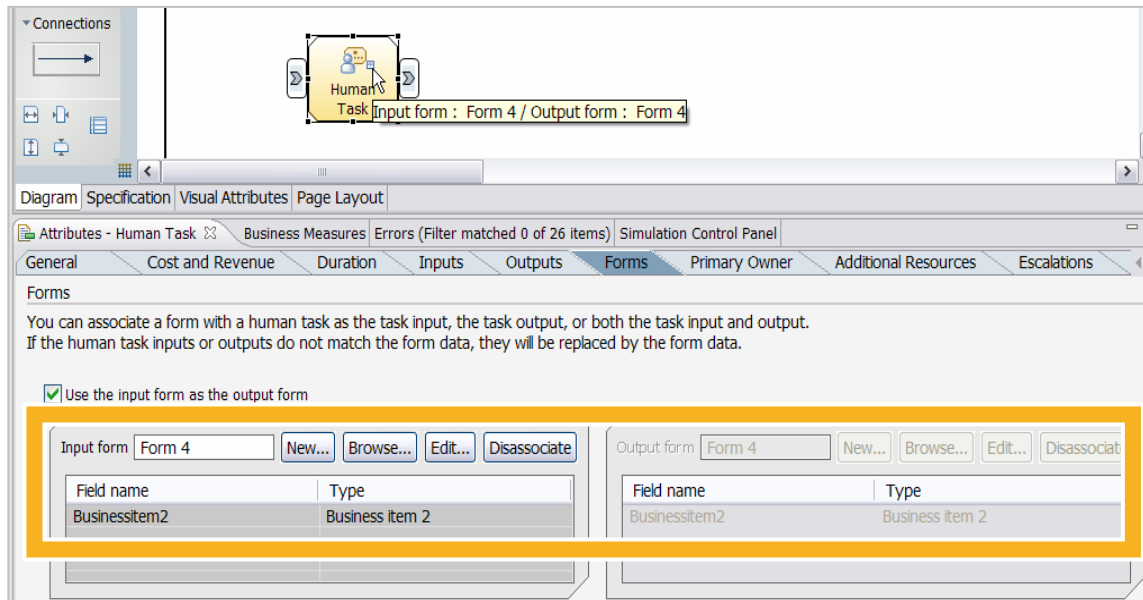 Connections
Human
Task
Input form : Form 4 / Output form : Form 4
Diagram Specification Visual Attributes Page Layout
Attributes - Human Task Business Measures Errors (Filter matched 0 of 26 items) Simulation Control Panel
General Cost and Revenue Duration Inputs Outputs Forms Primary Owner Additional Resources Escalations
Forms
You can associate a form with a human task as the task input, the task output, or both the task input and output.
If the human task inputs or outputs do not match the form data, they will be replaced by the form data.
Use the input form as the output form
Input form Form 4 New... Browse... Edit... Disassociate Output form Form 4 New... Browse... Edit... Disassociat
Field name Type Field name Type
Businessitem2 Business item 2 Businessitem2 Business item 2